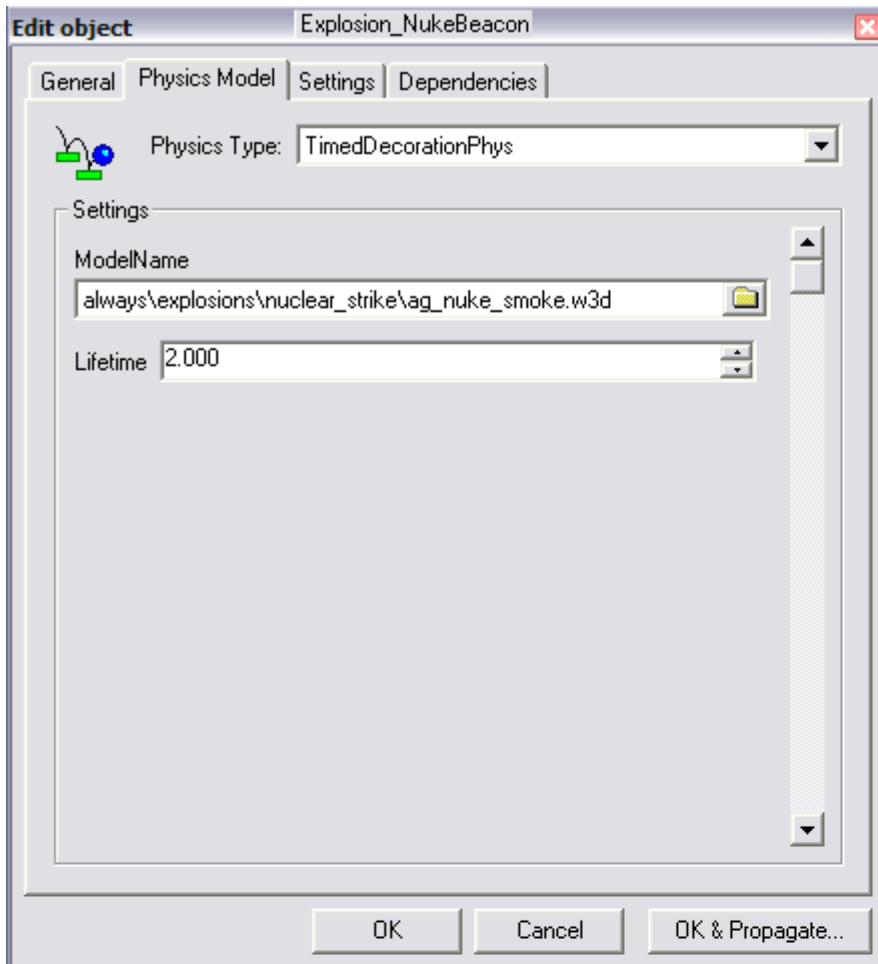 Edit object Explosion_NukeBeacon
General Physics Model Settings Dependencies
Physics Type: TimedDecorationPhys
Settings
ModelName
always\explosions\nuclear_strike\ag_nuke_smoke.w3d
Lifetime 2.000
OK Cancel OK & Propagate...